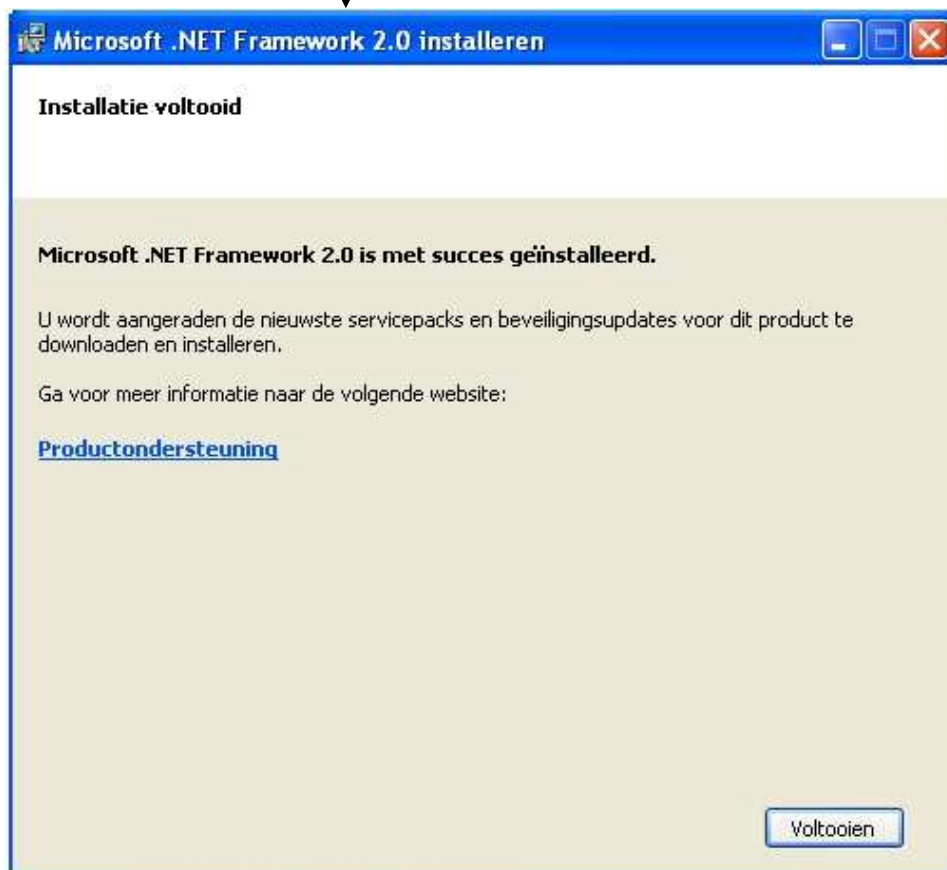 Microsoft .NET Framework 2.0 installeren
Installatie voltooid
Microsoft .NET Framework 2.0 is met succes geïnstalleerd.
U wordt aangeraden de nieuwste servicepacks en beveiligingsupdates voor dit product te
downloaden en installeren.
Ga voor meer informatie naar de volgende website:
Productondersteuning
Voltooien